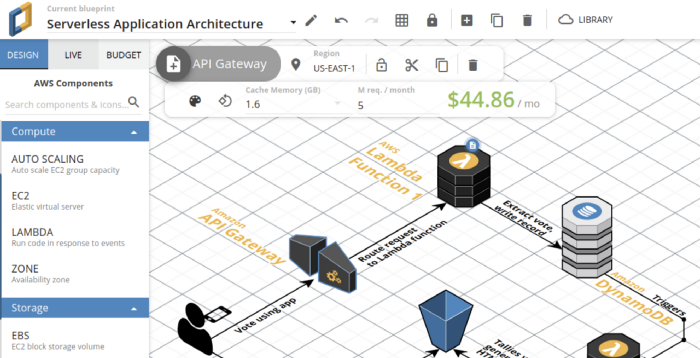 Current blueprint
Serverless Application Architecture
LIBRARY
DESIGN
LIVE
BUDGET
API Gateway
Region
US-EAST-1
AWS Components
Search components & icons...
Cache Memory (GB)
1.6
M req. / month
5
$44.86 / mo
Compute
AUTO SCALING
Auto scale EC2 group capacity
EC2
Elastic virtual server
LAMBDA
Run code in response to events
ZONE
Availability zone
Storage
EBS
EC2 block storage volume
AWS
Lambda
Function 1
Extract vote,
write record
Amazon
API Gateway
Route request
to Lambda function
Amazon
DynamoDB
Triggers
Vote using app
Tallies